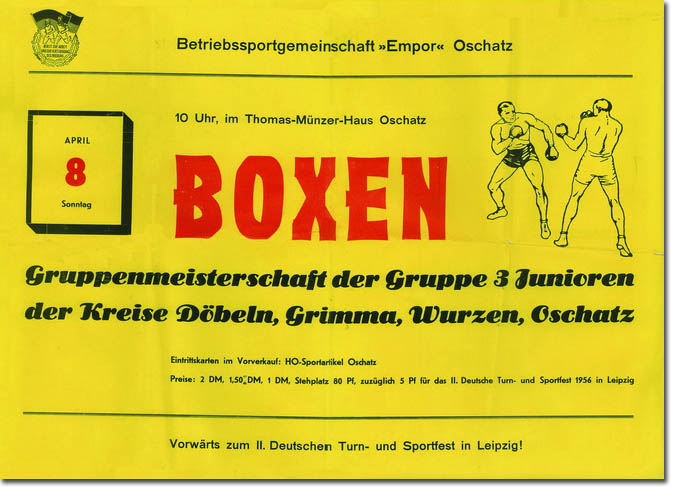 Betriebssportgemeinschaft »Empor« Oschatz
10 Uhr, im Thomas-Münzer-Haus Oschatz
APRIL
8
Sonntag
BOXEN
Gruppenmeisterschaft der Gruppe 3 Junioren
der Kreise Döbeln, Grimma, Wurzen, Oschatz
Eintrittskarten im Vorverkauf: HO-Sportartikel Oschatz
Preise: 2 DM, 1,50 DM, 1 DM, Stehplatz 80 Pf, zuzüglich 5 Pf für das II. Deutsche Turn- und Sportfest 1956 in Leipzig
Vorwärts zum II. Deutschen Turn- und Sportfest in Leipzig!